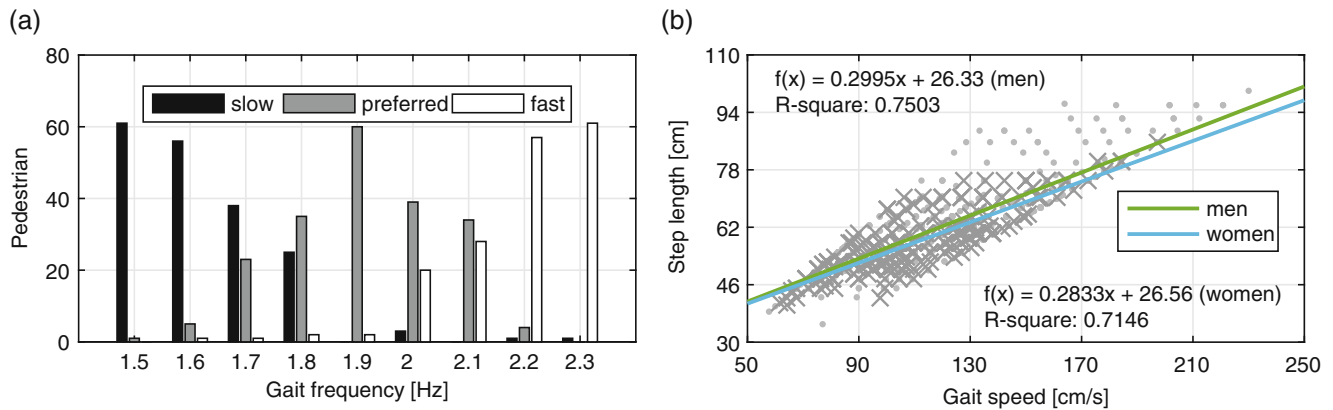 (a)
80
60
40
20
0
Pedestrian
slow preferred fast
1.5 1.6 1.7 1.8 1.9 2 2.1 2.2 2.3
Gait frequency [Hz]
(b)
110
94
78
62
46
30
Step length [cm]
f(x) = 0.2995x + 26.33 (men)
R-square: 0.7503
men
women
f(x) = 0.2833x + 26.56 (women)
R-square: 0.7146
50 90 130 170 210 250
Gait speed [cm/s]